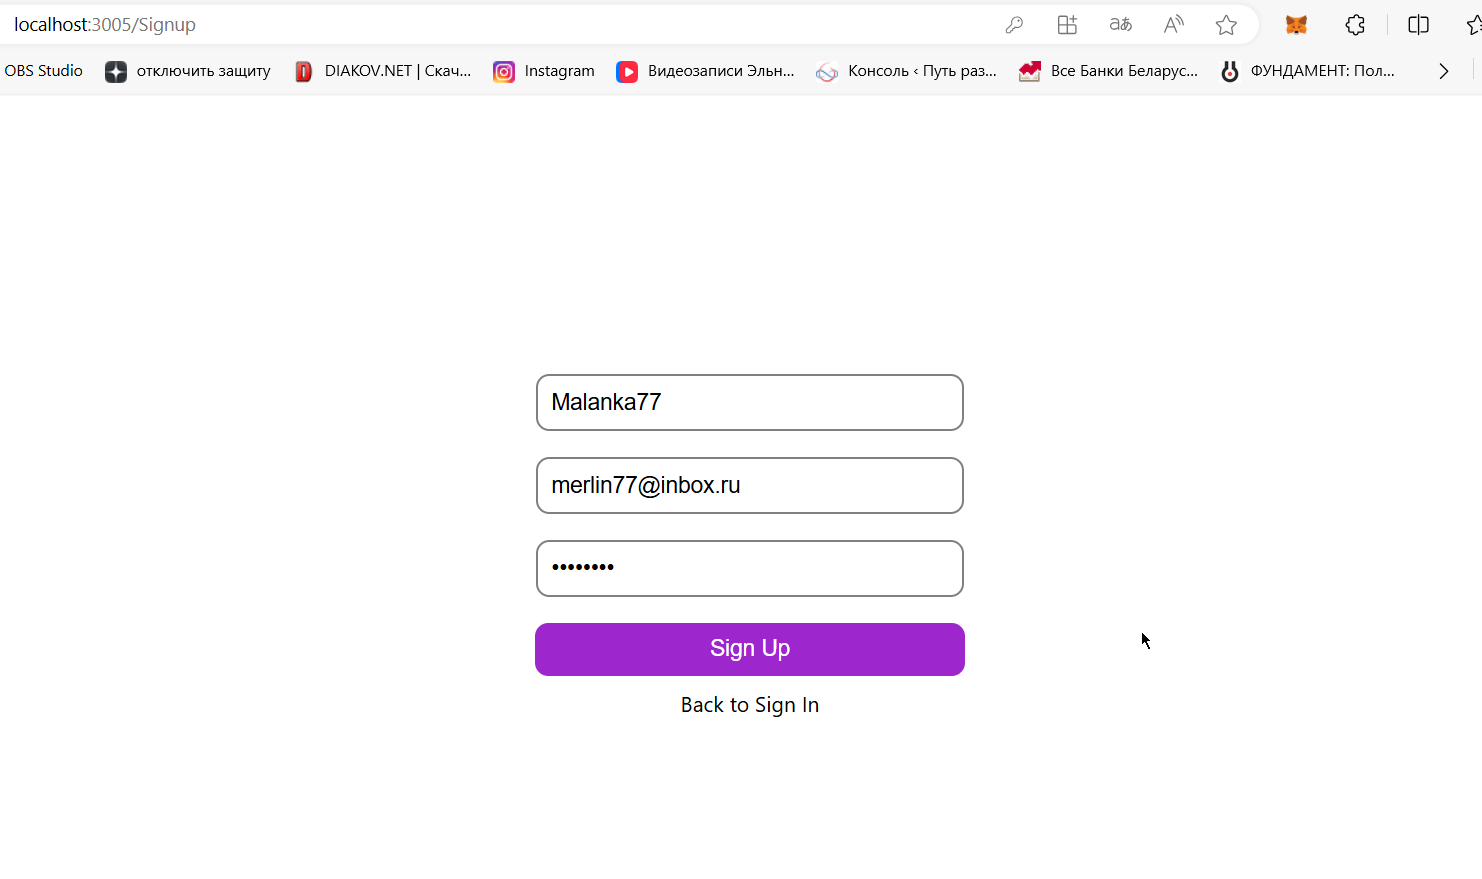 localhost:3005/Signup
OBS Studio отключить защиту DIAKOV.NET | Скач... Instagram Видеозаписи Эльн... Консоль ‹ Путь раз... Все Банки Беларус... ФУНДАМЕНТ: Пол...
Malanka77
merlin77@inbox.ru
••••••••
Sign Up
Back to Sign In